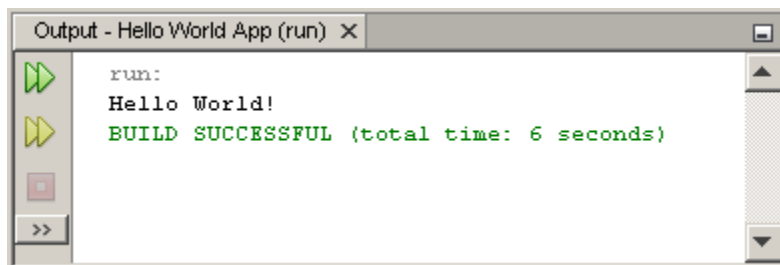 Output - Hello World App (run)
run:
Hello World!
BUILD SUCCESSFUL (total time: 6 seconds)
>>